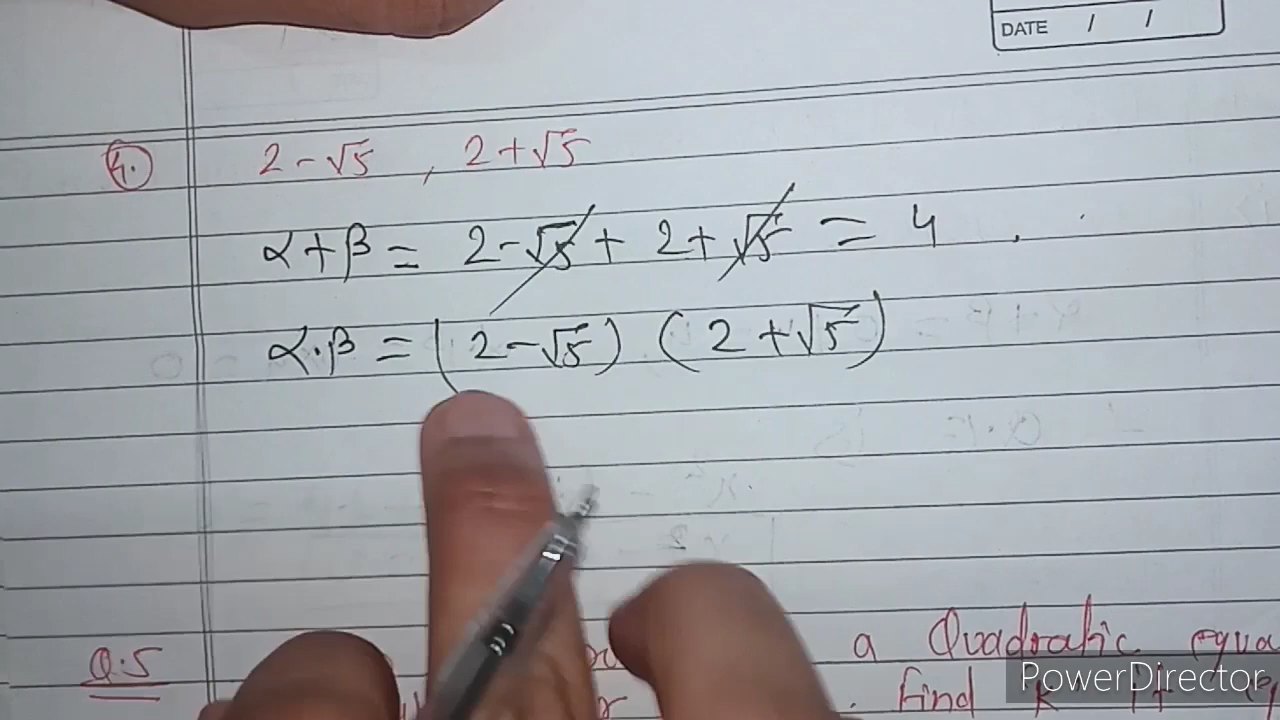 DATE / /
4. 2-√5 , 2+√5
α+β = 2-√5 + 2+√5 = 4 .
α.β = (2-√5) (2+√5)
Q.5 a Quadratic equa
. find k it
PowerDirector